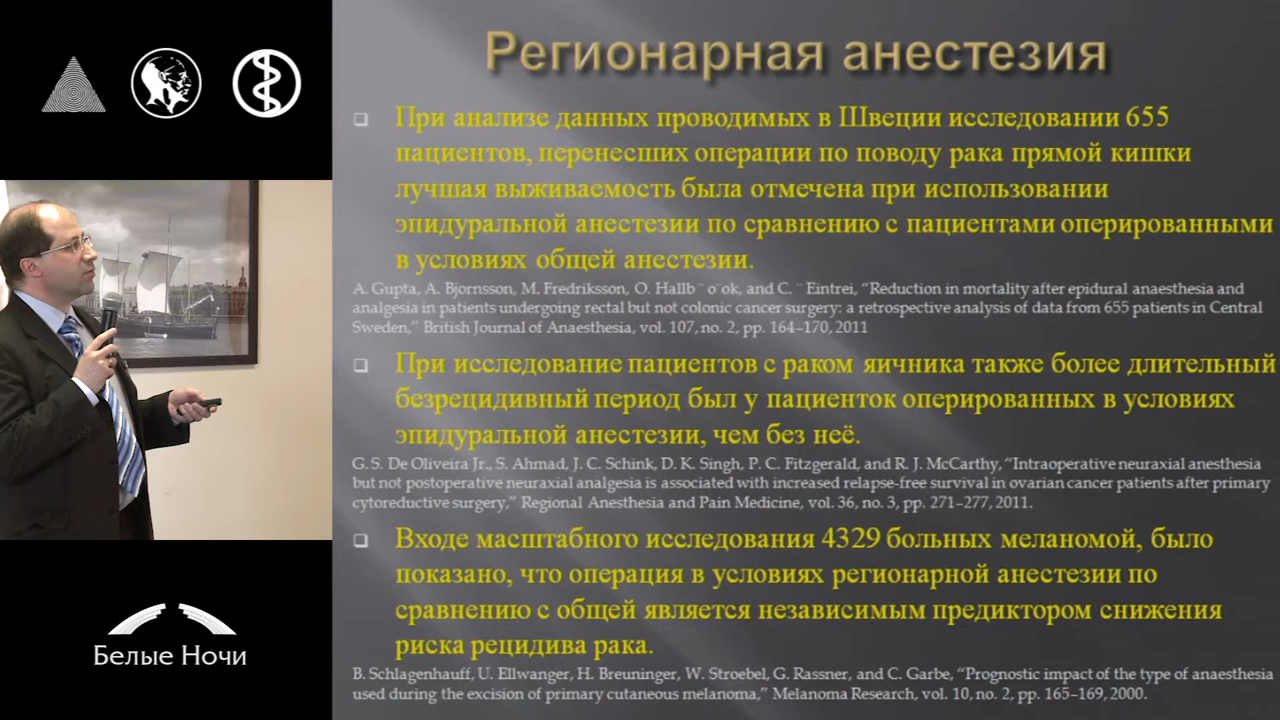 Регионарная анестезия
При анализе данных проводимых в Швеции исследовании 655
пациентов, перенесших операции по поводу рака прямой кишки
лучшая выживаемость была отмечена при использовании
эпидуральной анестезии по сравнению с пациентами оперированными
в условиях общей анестезии.
A. Gupta, A. Bjornsson, M. Fredriksson, O. Hallb¨o¨ok, and C. ¨Eintrei, “Reduction in mortality after epidural anaesthesia and
analgesia in patients undergoing rectal but not colonic cancer surgery: a retrospective analysis of data from 655 patients in Central
Sweden,” British Journal of Anaesthesia, vol. 107, no. 2, pp. 164–170, 2011
При исследование пациентов с раком яичника также более длительный
безрецидивный период был у пациенток оперированных в условиях
эпидуральной анестезии, чем без неё.
G. S. De Oliveira Jr., S. Ahmad, J. C. Schink, D. K. Singh, P. C. Fitzgerald, and R. J. McCarthy, “Intraoperative neuraxial anesthesia
but not postoperative neuraxial analgesia is associated with increased relapse-free survival in ovarian cancer patients after primary
cytoreductive surgery,” Regional Anesthesia and Pain Medicine, vol. 36, no. 3, pp. 271–277, 2011.
Входе масштабного исследования 4329 больных меланомой, было
показано, что операция в условиях регионарной анестезии по
сравнению с общей является независимым предиктором снижения
риска рецидива рака.
B. Schlagenhauff, U. Ellwanger, H. Breuninger, W. Stroebel, G. Rassner, and C. Garbe, “Prognostic impact of the type of anaesthesia
used during the excision of primary cutaneous melanoma,” Melanoma Research, vol. 10, no. 2, pp. 165–169, 2000.
Белые Ночи